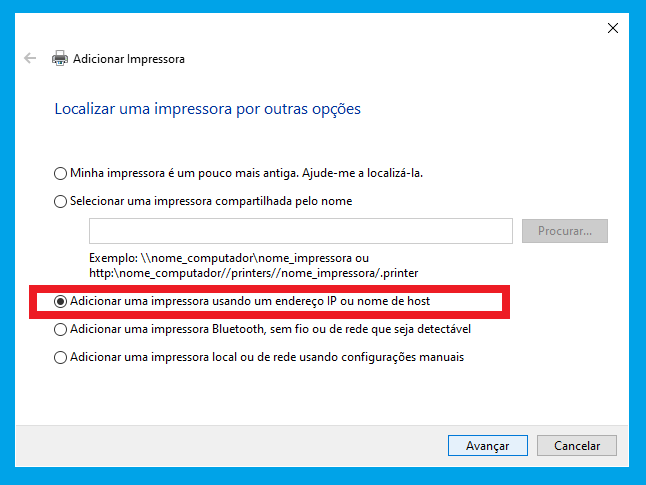 Adicionar Impressora
Localizar uma impressora por outras opções
Minha impressora é um pouco mais antiga. Ajude-me a localizá-la.
Selecionar uma impressora compartilhada pelo nome
Procurar...
Exemplo: \\nome_computador\nome_impressora ou
http:\nome_computador//printers//nome_impressora/.printer
Adicionar uma impressora usando um endereço IP ou nome de host
Adicionar uma impressora Bluetooth, sem fio ou de rede que seja detectável
Adicionar uma impressora local ou de rede usando configurações manuais
Avançar
Cancelar